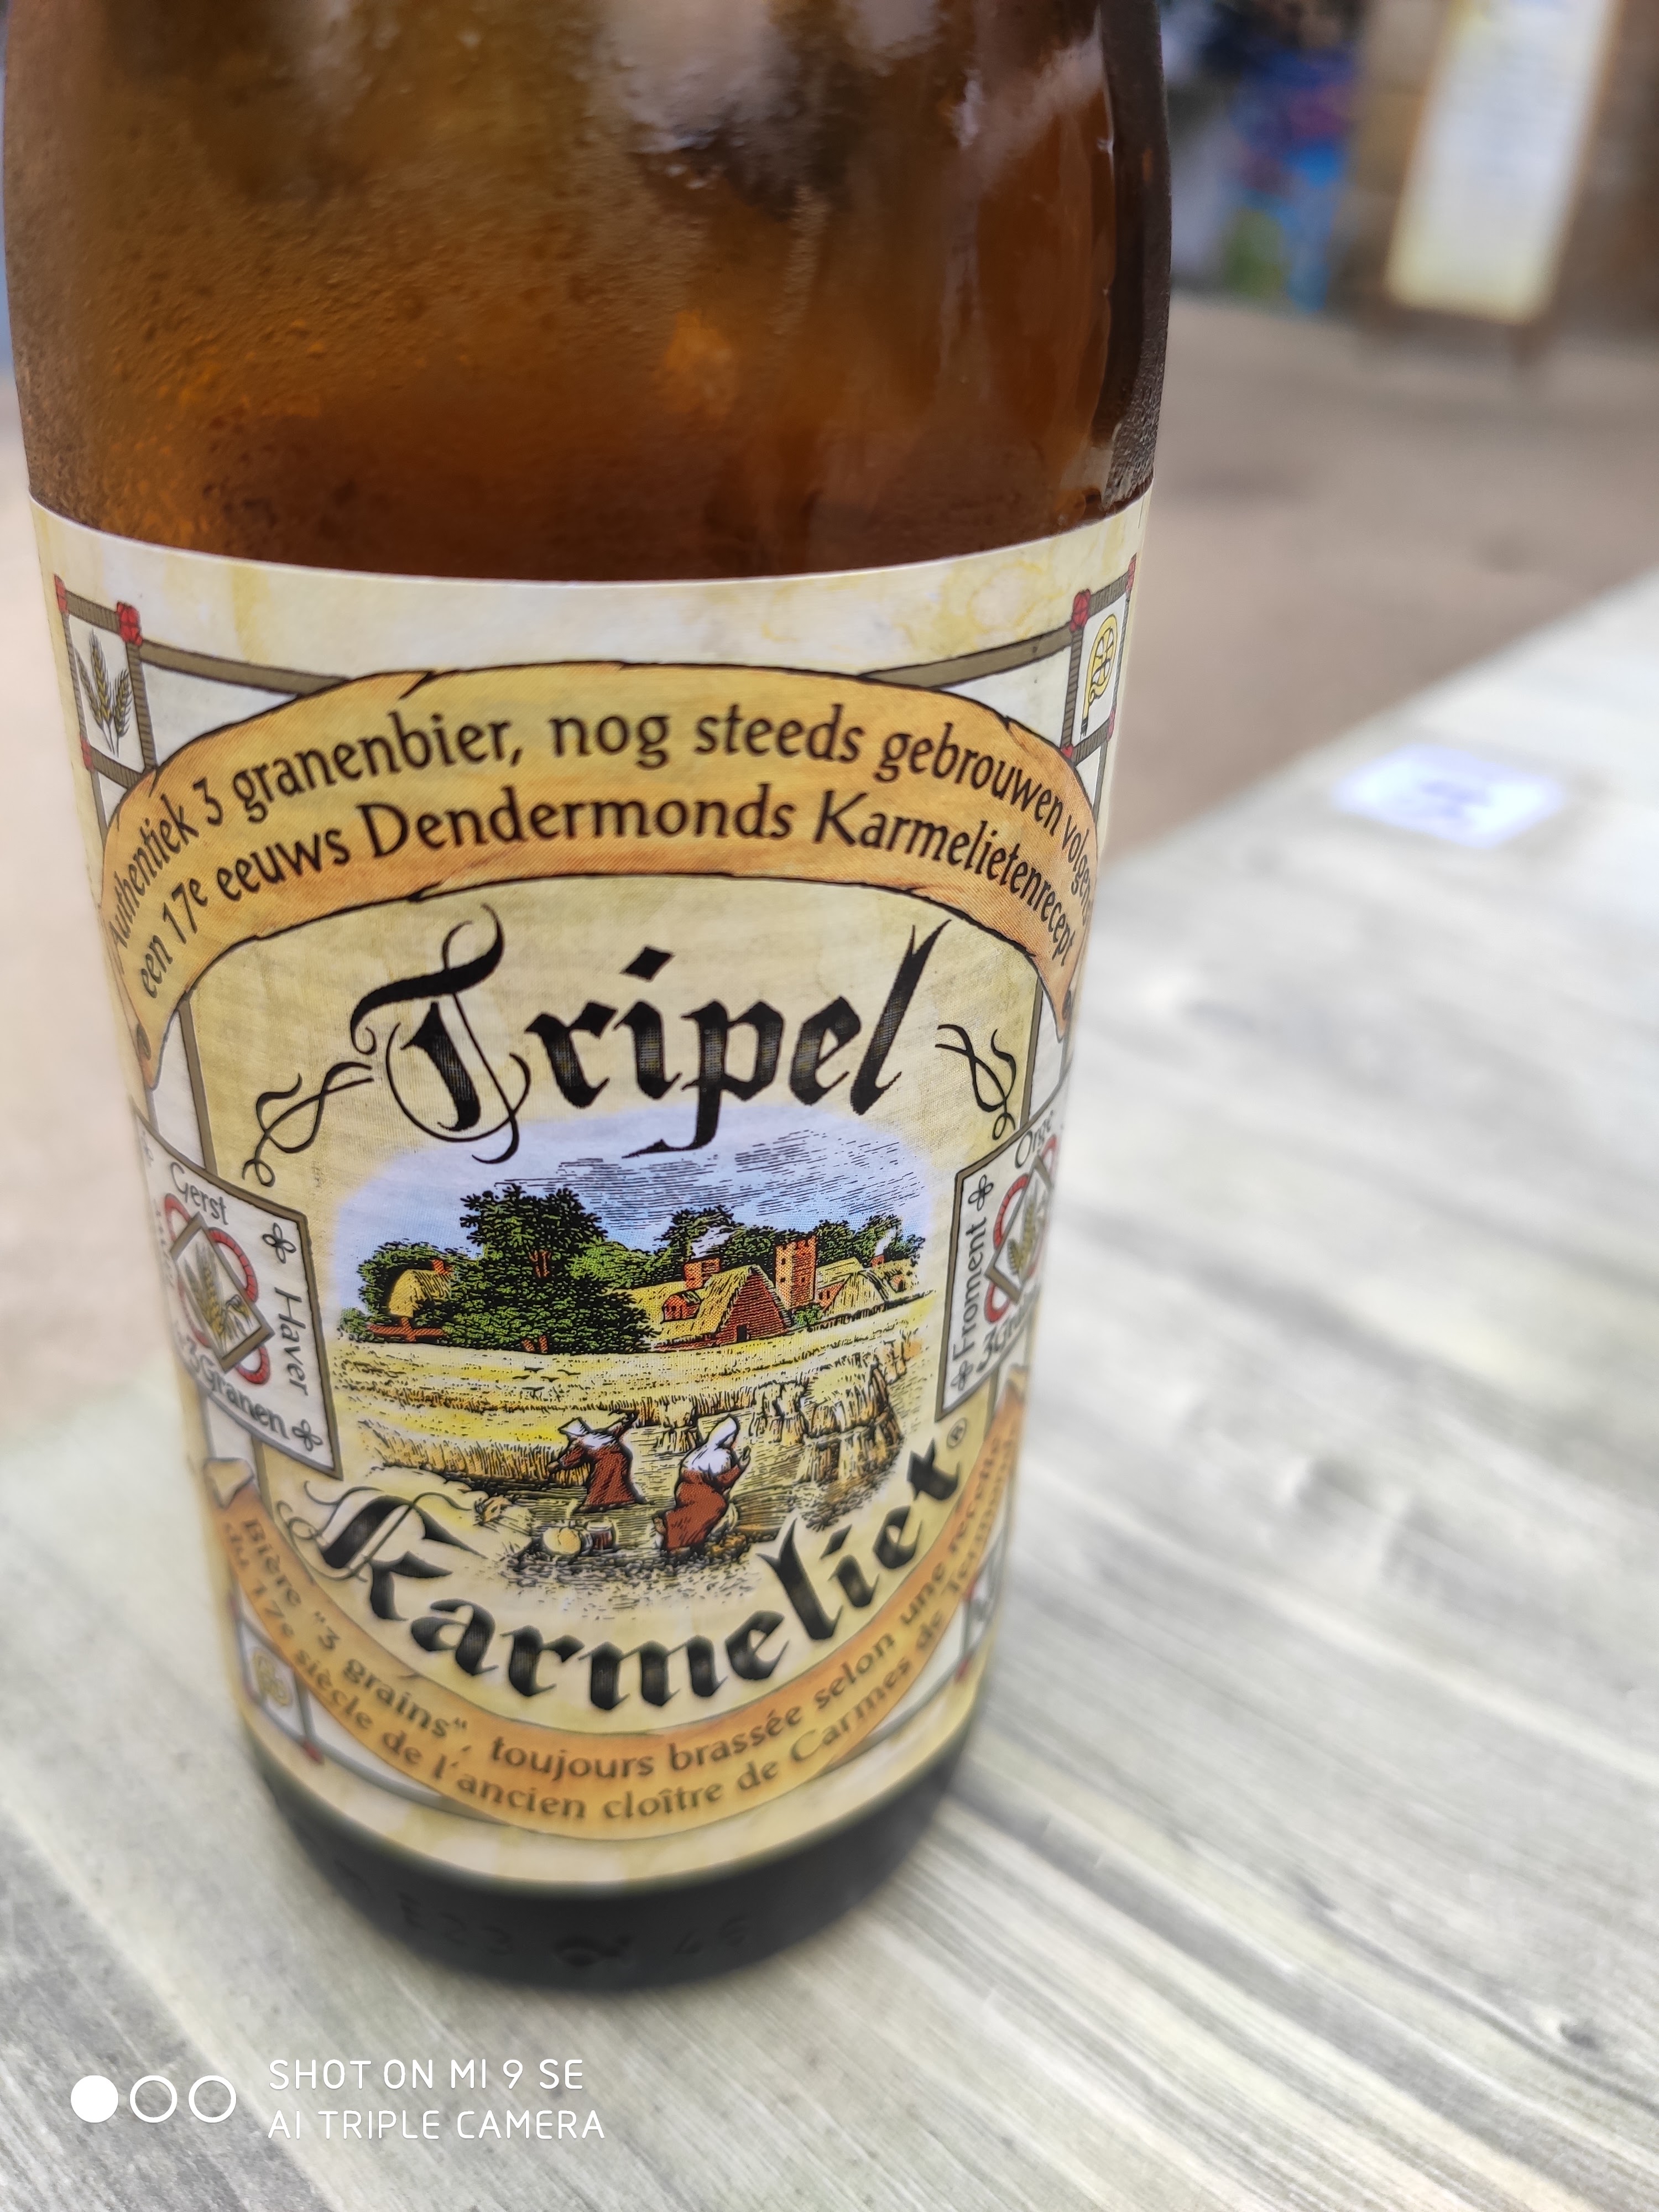 Authentiek 3 granenbier, nog steeds gebrouwen volgens
een 17e eeuws Dendermonds Karmelietenrecept
Tripel
Gerst
Haver
3 Granen
Orge
Froment
Karmeliet®
Bière "3 grains", toujours brassée selon une
du 17e siècle de l'ancien cloître de Carmes de
SHOT ON MI 9 SE
AI TRIPLE CAMERA